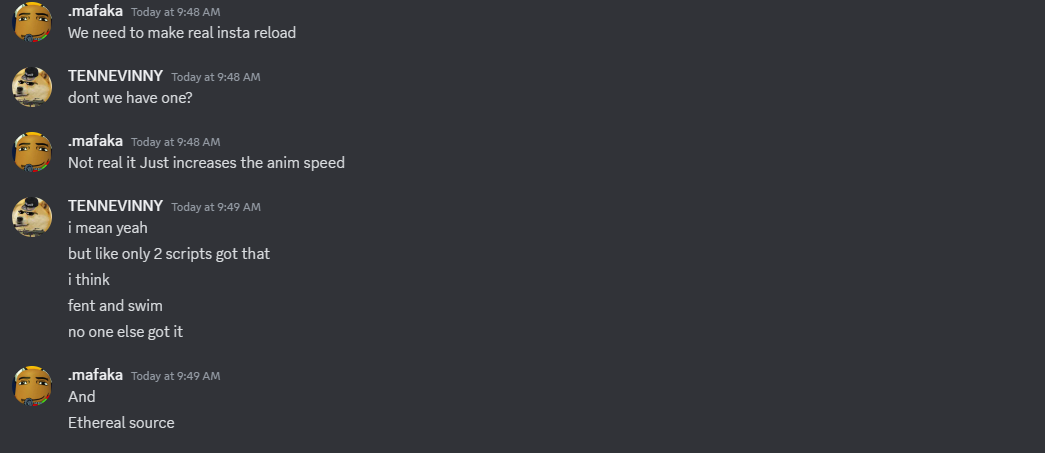 .mafaka Today at 9:48 AM
We need to make real insta reload
TENNEVINNY Today at 9:48 AM
dont we have one?
.mafaka Today at 9:48 AM
Not real it Just increases the anim speed
TENNEVINNY Today at 9:49 AM
i mean yeah
but like only 2 scripts got that
i think
fent and swim
no one else got it
.mafaka Today at 9:49 AM
And
Ethereal source